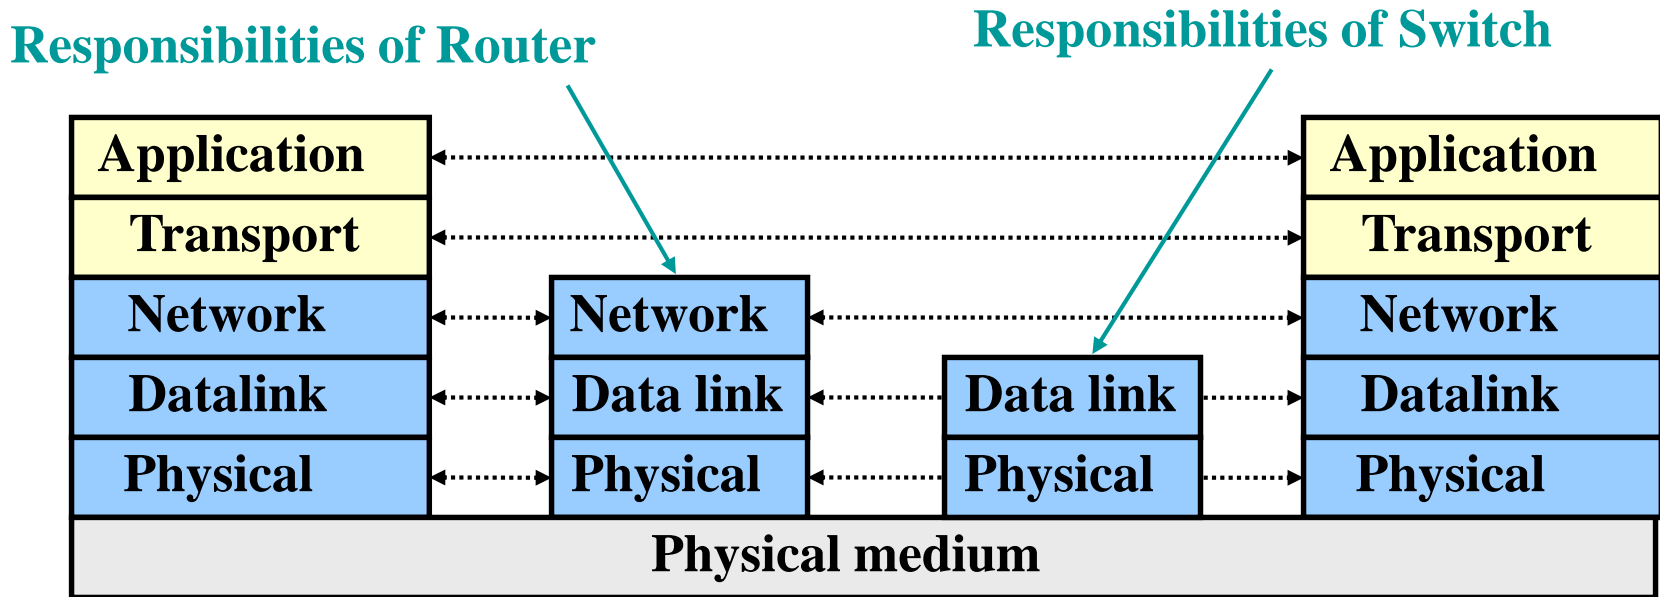 Responsibilities of Router
Responsibilities of Switch
Application
Application
Transport
Transport
Network
Network
Network
Datalink
Data link
Data link
Datalink
Physical
Physical
Physical
Physical
Physical medium